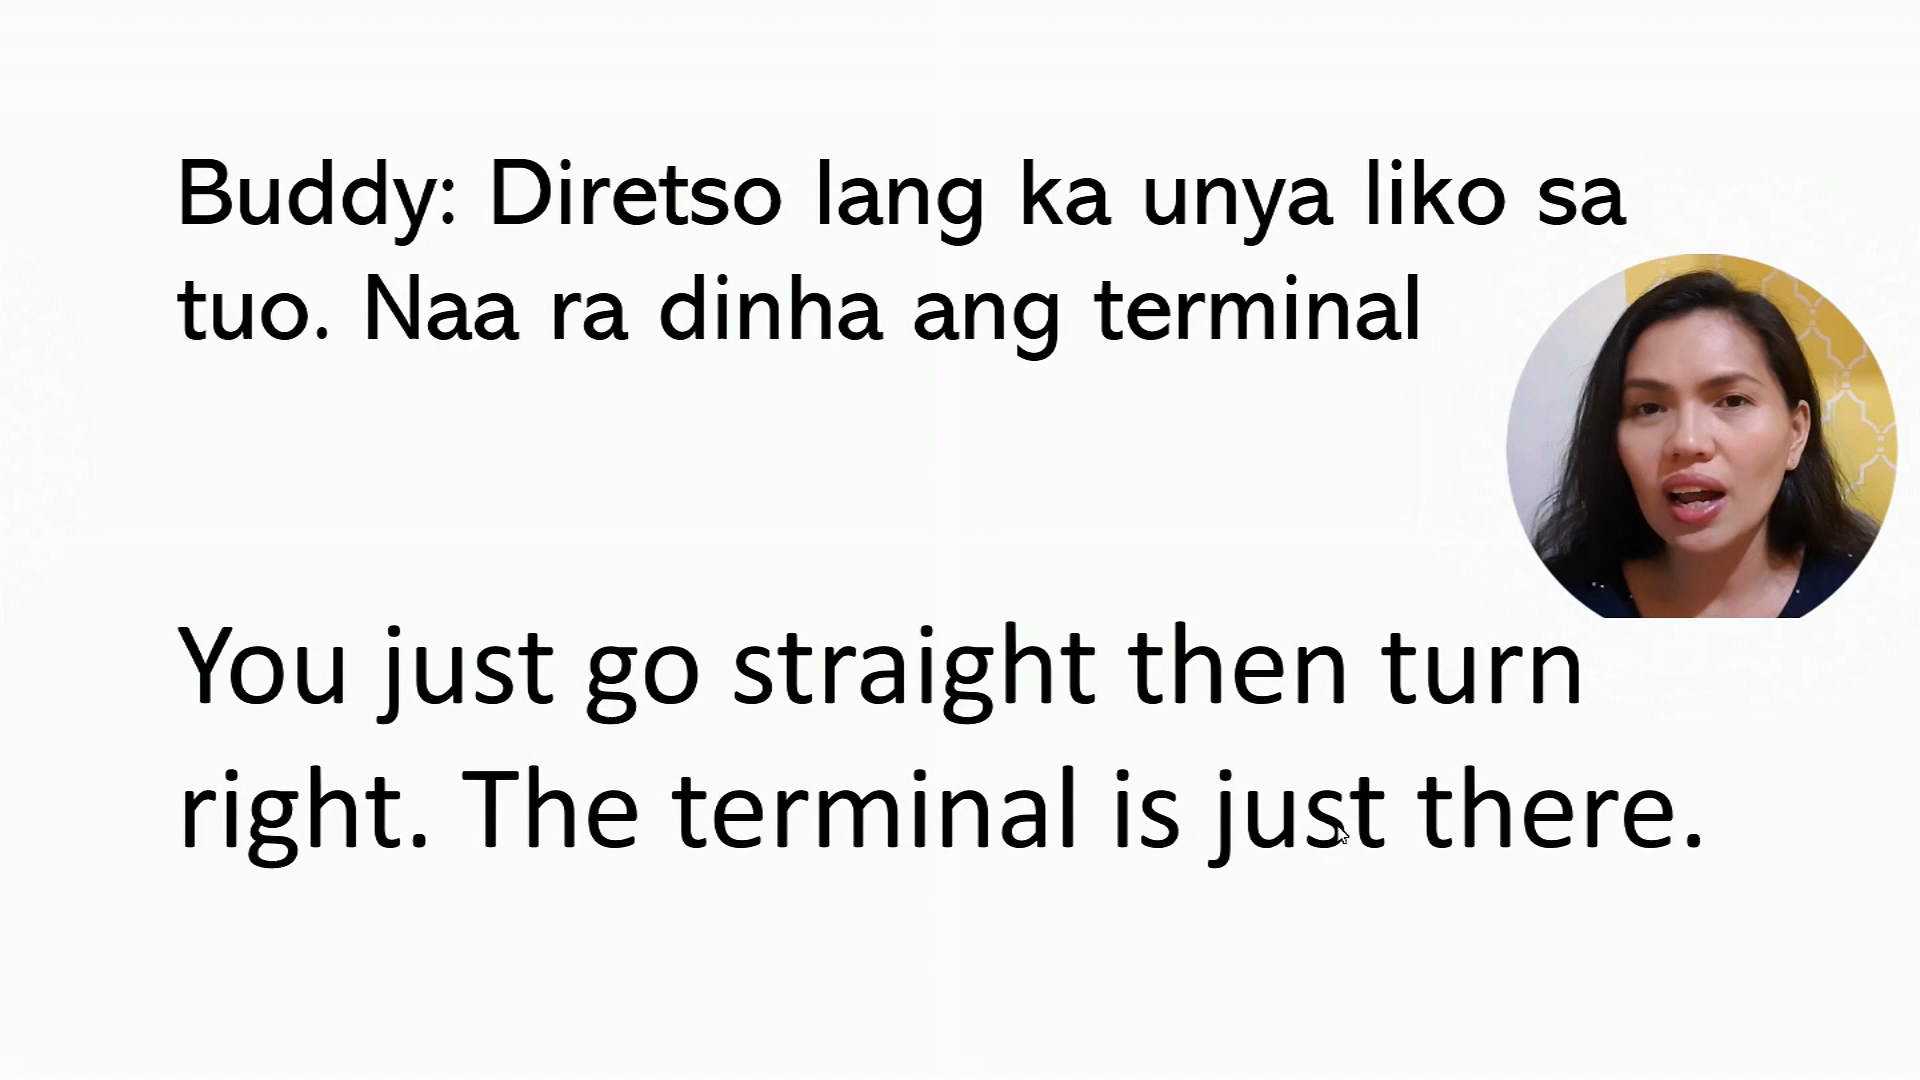 Buddy: Diretso lang ka unya liko sa
tuo. Naa ra dinha ang terminal
You just go straight then turn
right. The terminal is just there.